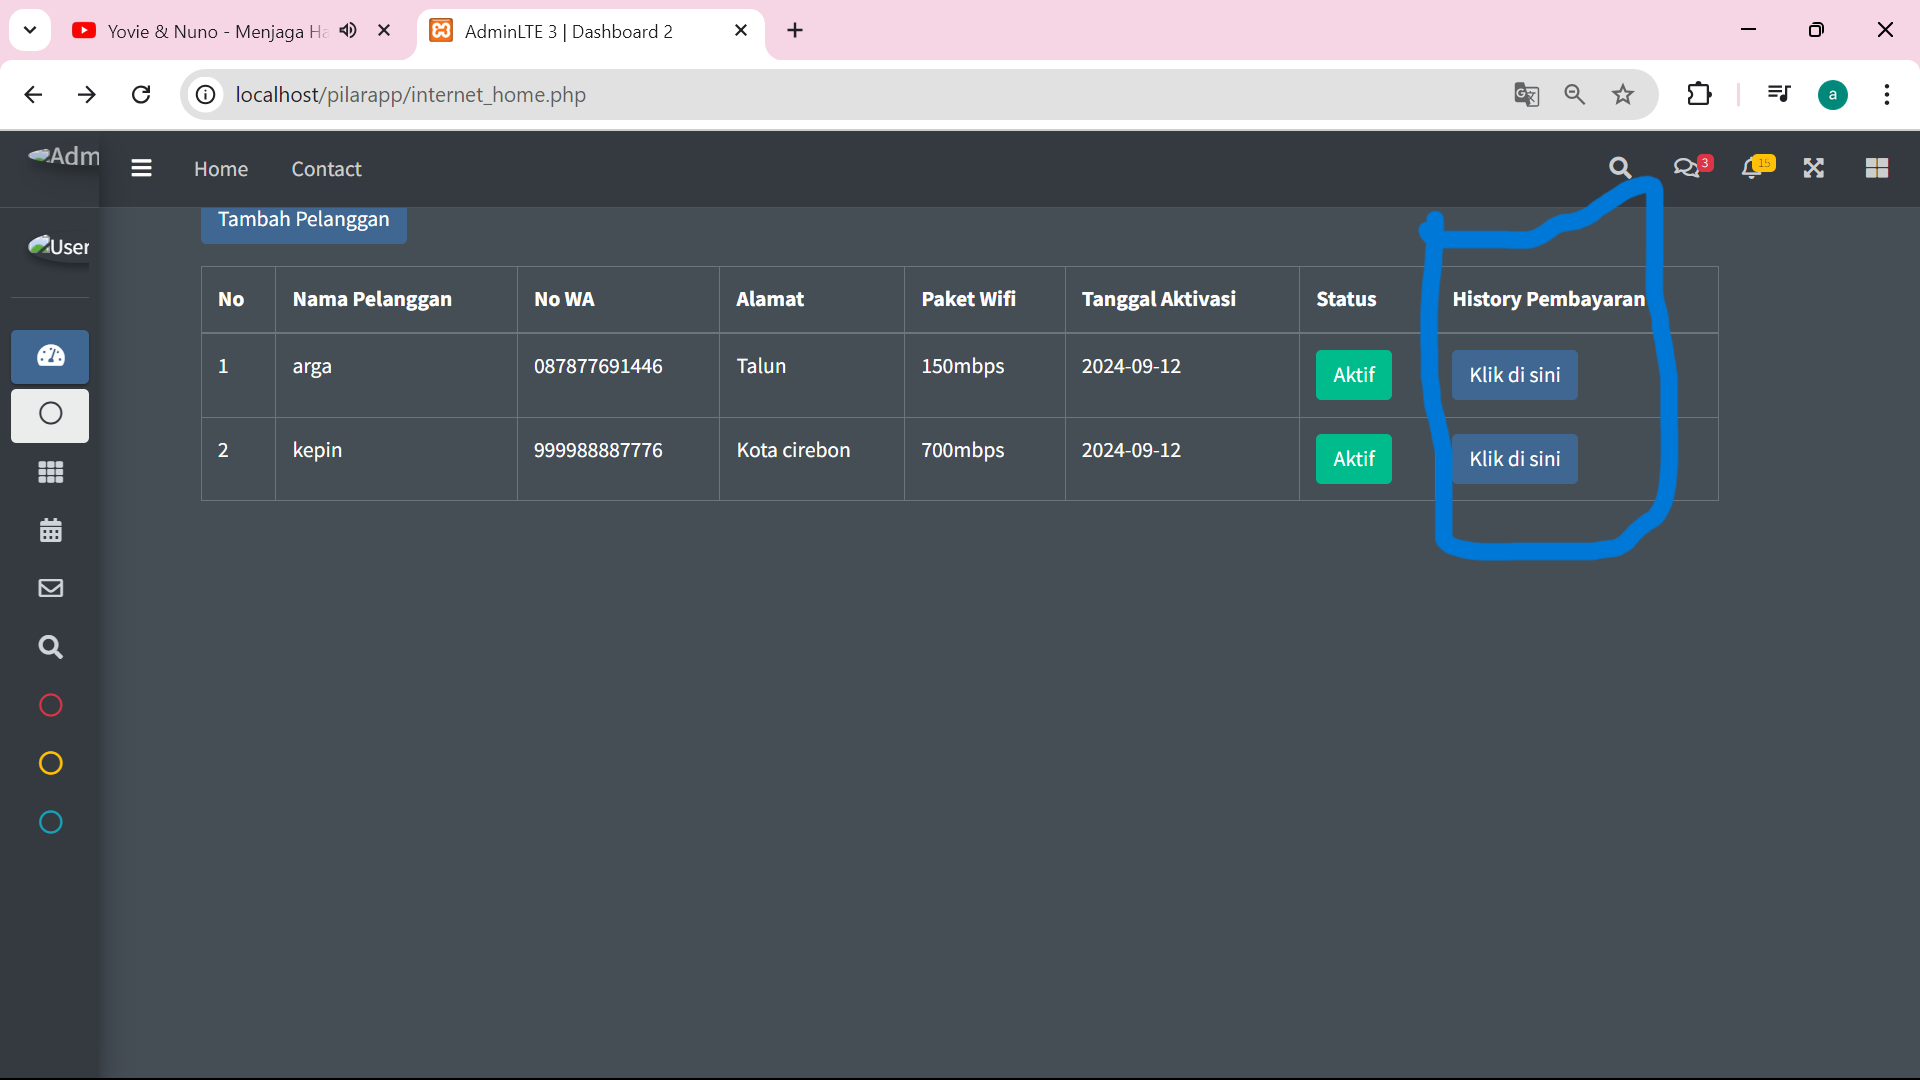 Yovie & Nuno - Menjaga Ha
AdminLTE 3 | Dashboard 2
localhost/pilarapp/internet_home.php
a
Adm
Home
Contact
3
15
User
Tambah Pelanggan
No
Nama Pelanggan
No WA
Alamat
Paket Wifi
Tanggal Aktivasi
Status
History Pembayaran
1
arga
087877691446
Talun
150mbps
2024-09-12
Aktif
Klik di sini
2
kepin
999988887776
Kota cirebon
700mbps
2024-09-12
Aktif
Klik di sini